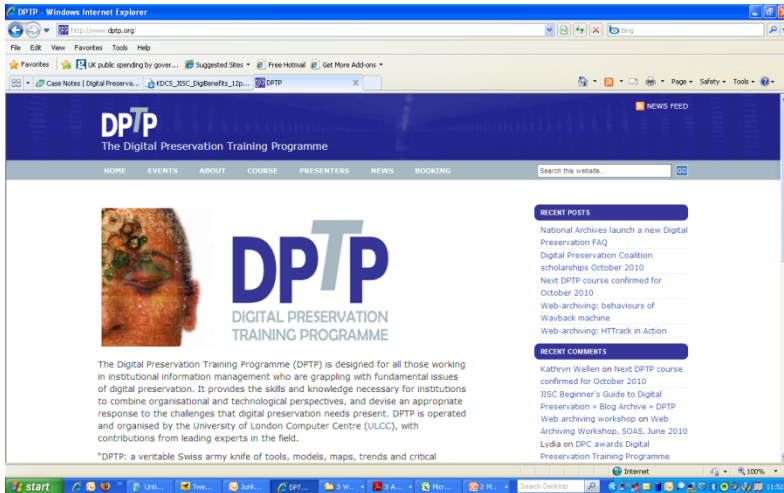 DPTP - Windows Internet Explorer
http://www.dptp.org/
Bing
File Edit View Favorites Tools Help
Favorites UK public spending by gover... Suggested Sites Free Hotmail Get More Add-ons
Case Notes | Digital Preserva... KDCS_JISC_DigBenefits_12p... DPTP X
Page Safety Tools
NEWS FEED
DPTP
The Digital Preservation Training Programme
HOME EVENTS ABOUT COURSE PRESENTERS NEWS BOOKING
Search this website... GO
DPTP
DIGITAL PRESERVATION
TRAINING PROGRAMME
The Digital Preservation Training Programme (DPTP) is designed for all those working
in institutional information management who are grappling with fundamental issues
of digital preservation. It provides the skills and knowledge necessary for institutions
to combine organisational and technological perspectives, and devise an appropriate
response to the challenges that digital preservation needs present. DPTP is operated
and organised by the University of London Computer Centre (ULCC), with
contributions from leading experts in the field.
"DPTP: a veritable Swiss army knife of tools, models, maps, trends and critical
RECENT POSTS
National Archives launch a new Digital
Preservation FAQ
Digital Preservation Coalition
scholarships October 2010
Next DPTP course confirmed for
October 2010
Web-archiving: behaviours of
Wayback machine
Web-archiving: HTTrack in Action
RECENT COMMENTS
Kathryn Wellen on Next DPTP course
confirmed for October 2010
JISC Beginner's Guide to Digital
Preservation » Blog Archive » DPTP
Web archiving workshop on Web
Archiving Workshop, SOAS, June 2010
Lydia on DPC awards Digital
Preservation Training Programme
Internet 100%
start Unti... Twe... Junk... DPT... 3 W... 3 A... Micr... 2 M... Search Desktop